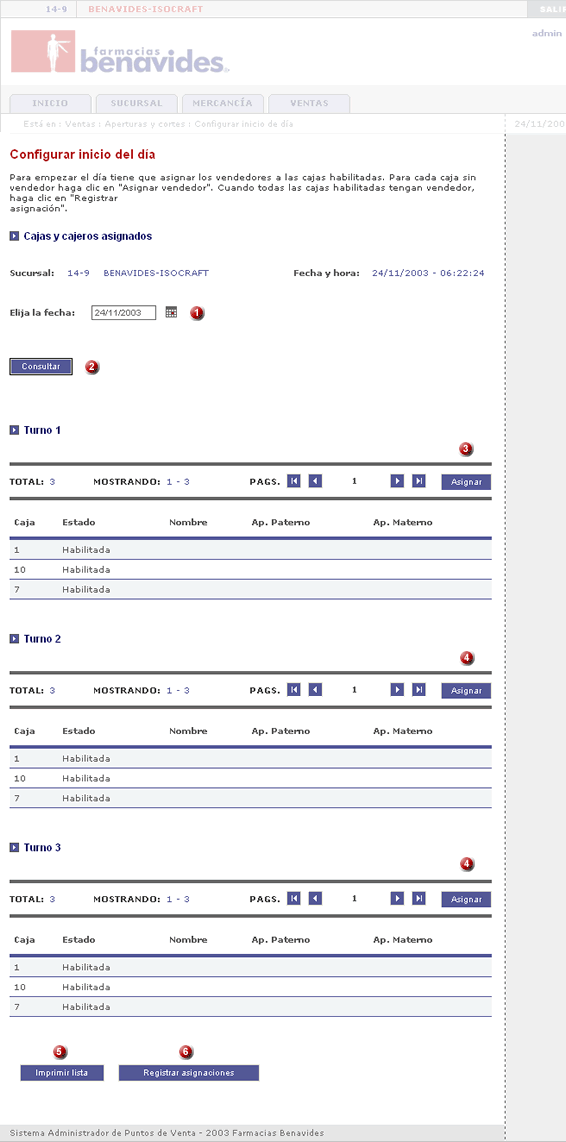 14-9 BENAVIDES-ISOCRAFT SALIR
admin
farmacias
benavides
INICIO SUCURSAL MERCANCÍA VENTAS
Está en : Ventas : Aperturas y cortes : Configurar inicio de día 24/11/200
Configurar inicio del día
Para empezar el día tiene que asignar los vendedores a las cajas habilitadas. Para cada caja sin
vendedor haga clic en "Asignar vendedor". Cuando todas las cajas habilitadas tengan vendedor,
haga clic en "Registrar
asignación".
Cajas y cajeros asignados
Sucursal: 14-9 BENAVIDES-ISOCRAFT Fecha y hora: 24/11/2003 - 06:22:24
Elija la fecha: 24/11/2003 1
Consultar 2
Turno 1
3
TOTAL: 3 MOSTRANDO: 1 - 3 PAGS. 1 Asignar
Caja Estado Nombre Ap. Paterno Ap. Materno
1 Habilitada
10 Habilitada
7 Habilitada
Turno 2
4
TOTAL: 3 MOSTRANDO: 1 - 3 PAGS. 1 Asignar
Caja Estado Nombre Ap. Paterno Ap. Materno
1 Habilitada
10 Habilitada
7 Habilitada
Turno 3
4
TOTAL: 3 MOSTRANDO: 1 - 3 PAGS. 1 Asignar
Caja Estado Nombre Ap. Paterno Ap. Materno
1 Habilitada
10 Habilitada
7 Habilitada
5 6
Imprimir lista Registrar asignaciones
Sistema Administrador de Puntos de Venta - 2003 Farmacias Benavides